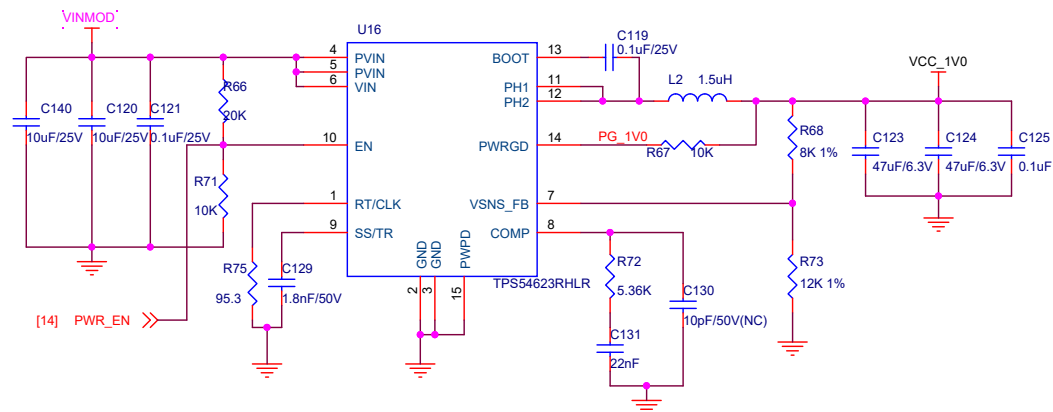 VINMOD
U16
C119
0.1uF/25V
VCC_1V0
4
5
6
PVIN
PVIN
VIN
BOOT
13
PH1
PH2
11
12
L2 1.5uH
C140
10uF/25V
C120
10uF/25V
C121
0.1uF/25V
R66
20K
10
EN
PWRGD
14
PG_1V0
R67
10K
R68
8K 1%
C123
47uF/6.3V
C124
47uF/6.3V
C125
0.1uF
R71
10K
1
RT/CLK
VSNS_FB
7
9
SS/TR
COMP
8
GND
GND
PWPD
2
3
15
TPS54623RHLR
R75
95.3
C129
1.8nF/50V
R72
5.36K
C130
10pF/50V(NC)
R73
12K 1%
[14] PWR_EN
C131
22nF